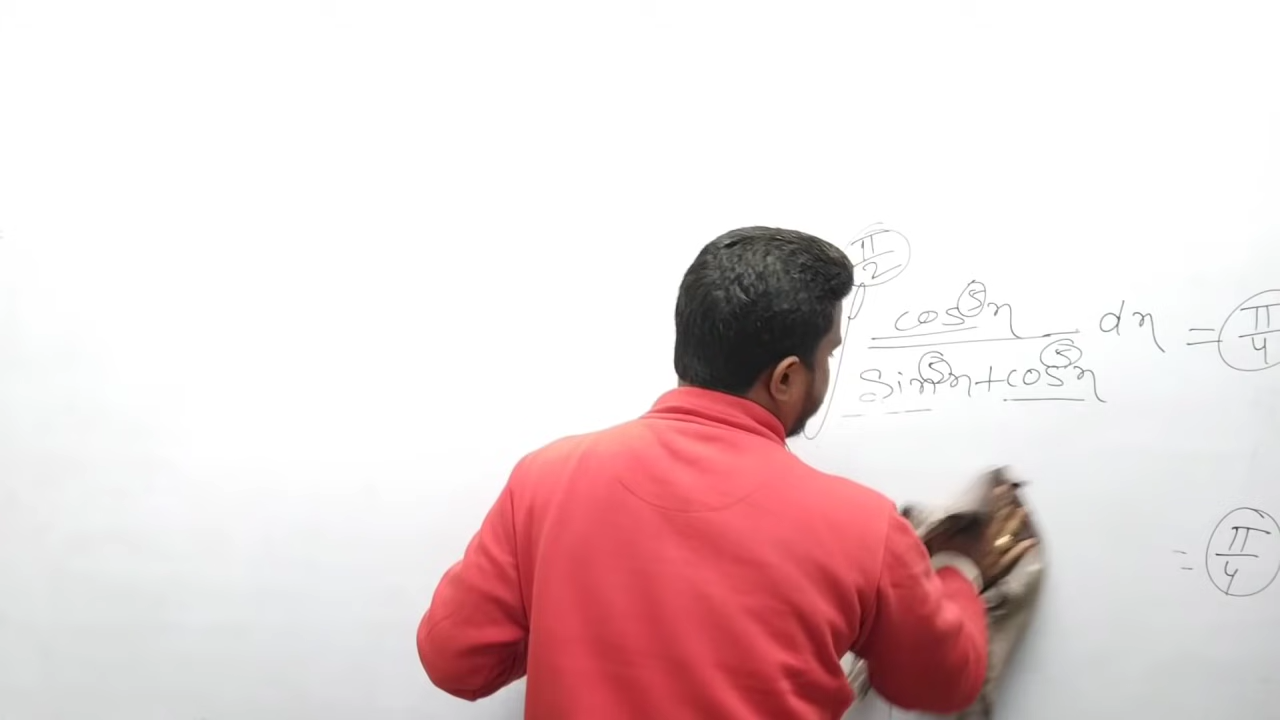 π/2
∫ cos⁵x / (sin⁵x + cos⁵x) dx = π/4
= π/4